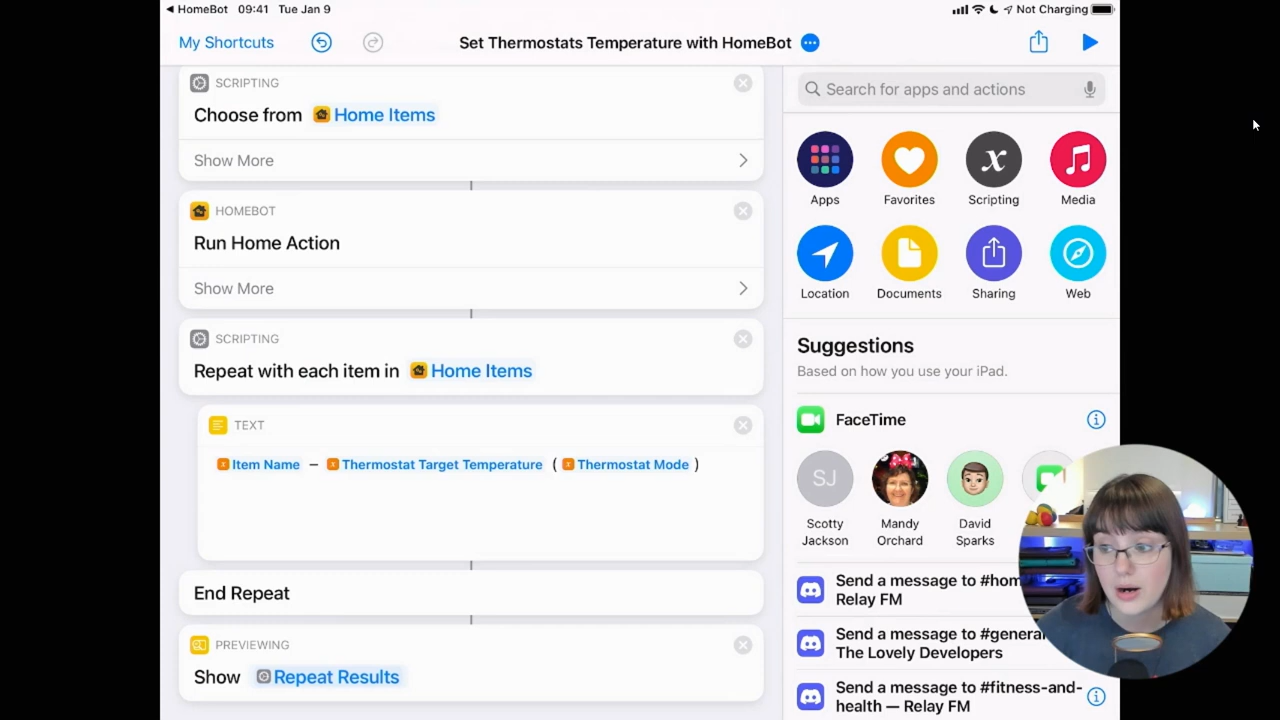 HomeBot 09:41 Tue Jan 9
Not Charging
My Shortcuts
Set Thermostats Temperature with HomeBot
SCRIPTING
Choose from Home Items
Show More
HOMEBOT
Run Home Action
Show More
SCRIPTING
Repeat with each item in Home Items
TEXT
Item Name – Thermostat Target Temperature ( Thermostat Mode )
End Repeat
PREVIEWING
Show Repeat Results
Search for apps and actions
Apps Favorites Scripting Media
Location Documents Sharing Web
Suggestions
Based on how you use your iPad.
FaceTime
SJ
Scotty Mandy David
Jackson Orchard Sparks
Send a message to #hom
Relay FM
Send a message to #general
The Lovely Developers
Send a message to #fitness-and-
health — Relay FM